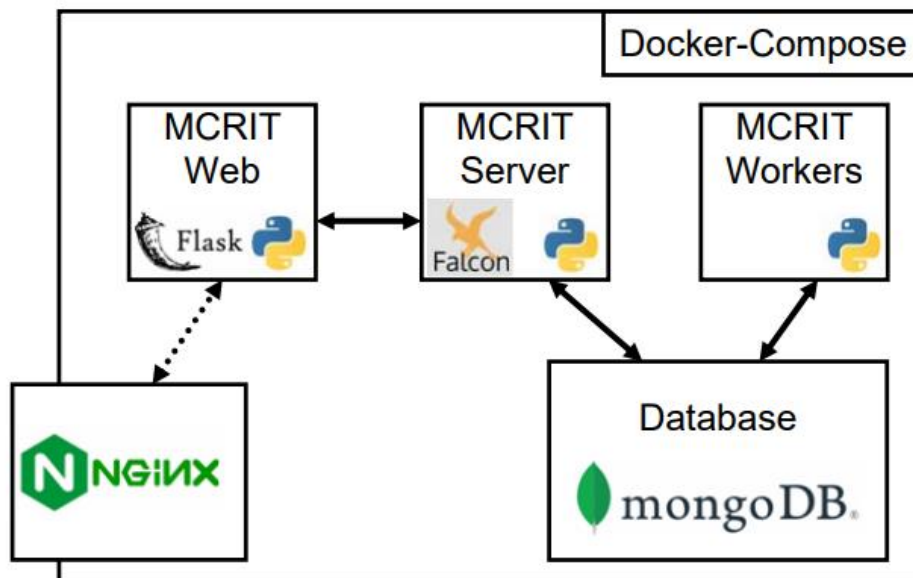 Docker-Compose
MCRIT
Web
Flask
MCRIT
Server
Falcon
MCRIT
Workers
N NGINX
Database
mongoDB®